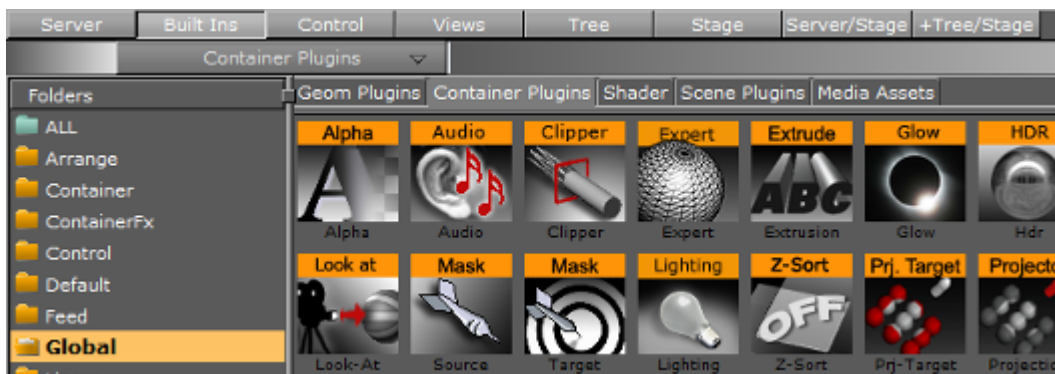 Server Built Ins Control Views Tree Stage Server/Stage +Tree/Stage
Container Plugins
Folders Geom Plugins Container Plugins Shader Scene Plugins Media Assets
ALL
Arrange
Container
ContainerFx
Control
Default
Feed
Global
Alpha Audio Clipper Expert Extrude Glow HDR
A ABC
Alpha Audio Clipper Expert Extrusion Glow Hdr
Look at Mask Mask Lighting Z-Sort Prj. Target Projecto
OFF
Look-At Source Target Lighting Z-Sort Prj-Target Projectio